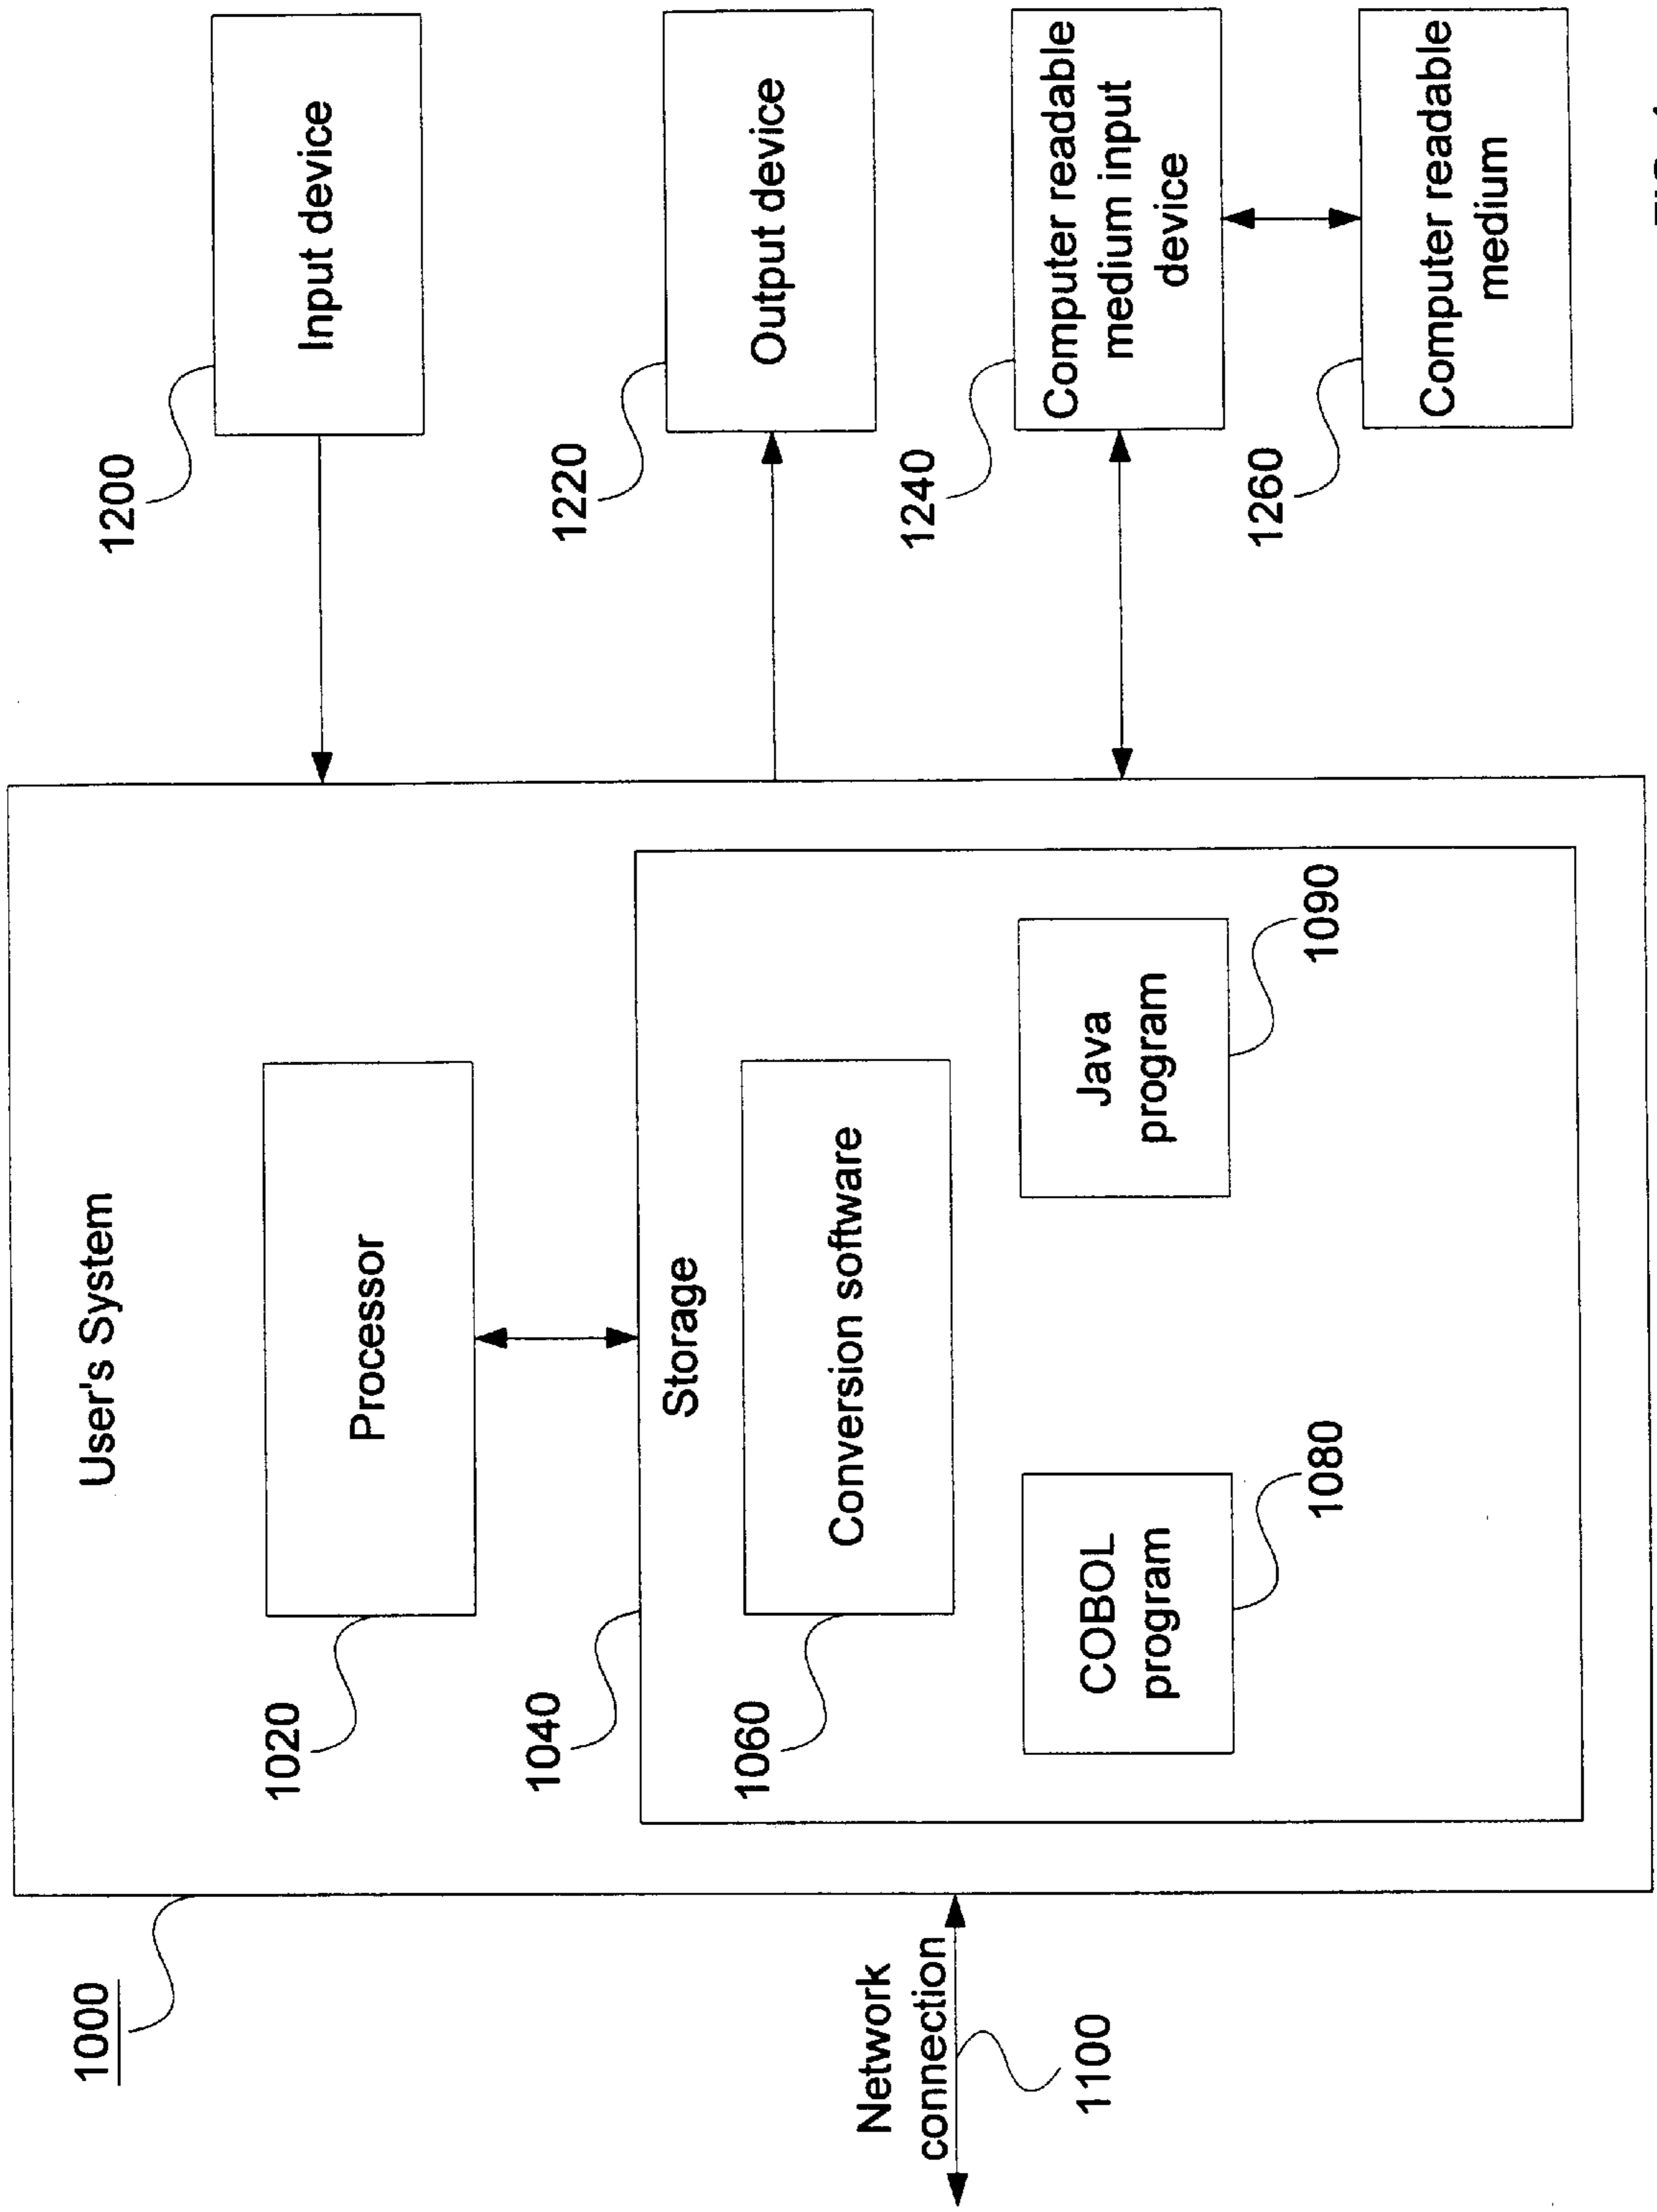 1000
User's System
1020
Processor
1040
Storage
1060
Conversion software
COBOL
program
1080
Java
program
1090
Network
connection
1100
1200
Input device
1220
Output device
1240
Computer readable
medium input
device
1260
Computer readable
medium